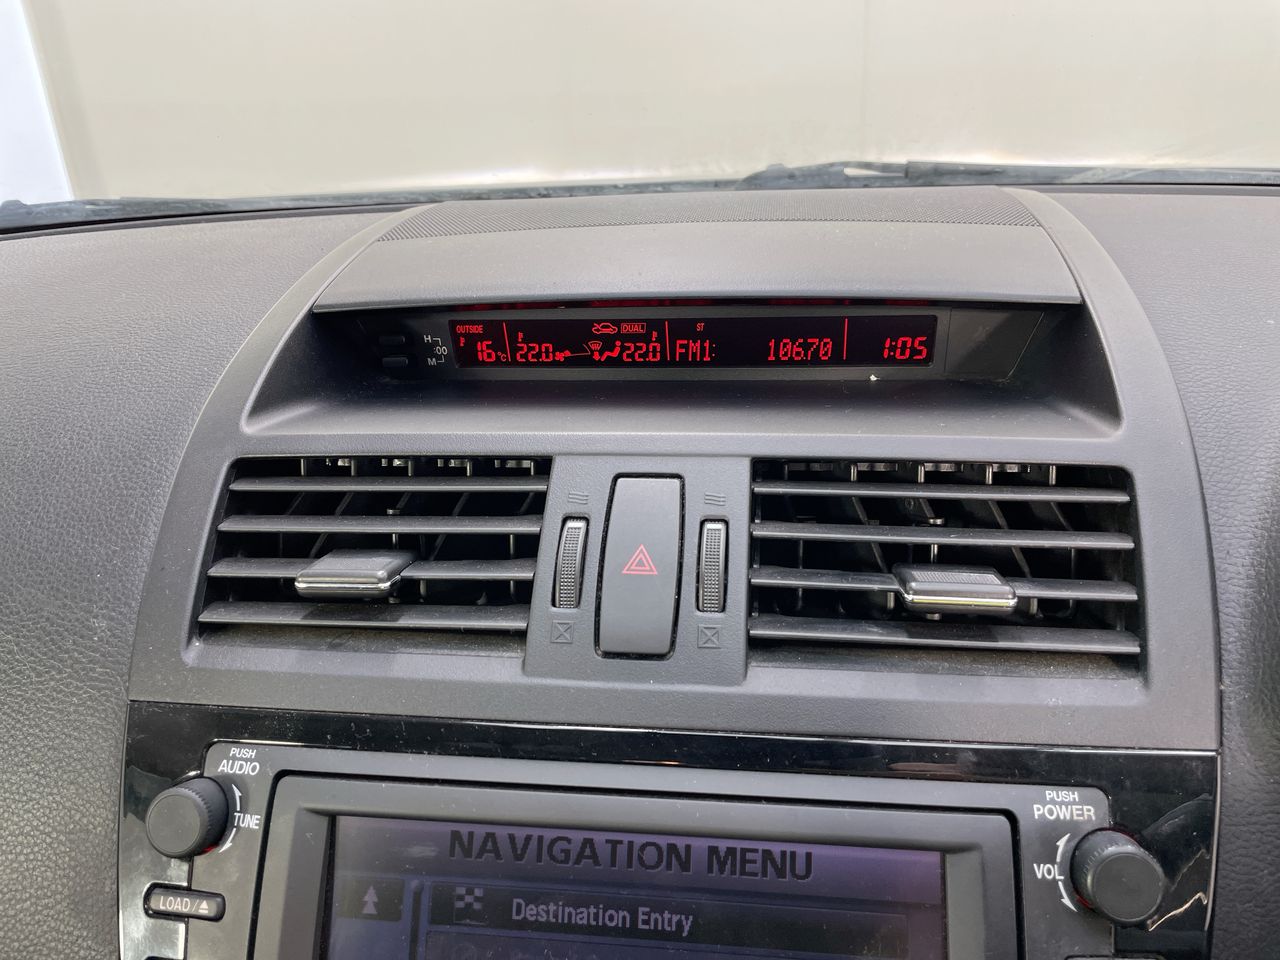 OUTSIDE
DUAL
ST
H
:00
M
16°C
22.0
22.0
FM1:
106.70
1:05
PUSH
AUDIO
TUNE
LOAD/
PUSH
POWER
VOL
NAVIGATION MENU
Destination Entry